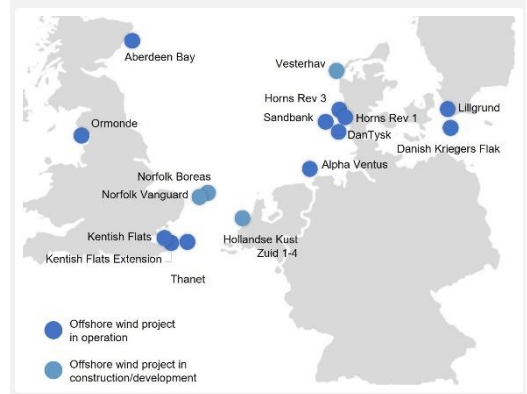 Aberdeen Bay
Vesterhav
Horns Rev 3
Sandbank
Horns Rev 1
DanTysk
Lillgrund
Danish Kriegers Flak
Ormonde
Alpha Ventus
Norfolk Boreas
Norfolk Vanguard
Kentish Flats
Kentish Flats Extension
Thanet
Hollandse Kust
Zuid 1-4
Offshore wind project
in operation
Offshore wind project in
construction/development